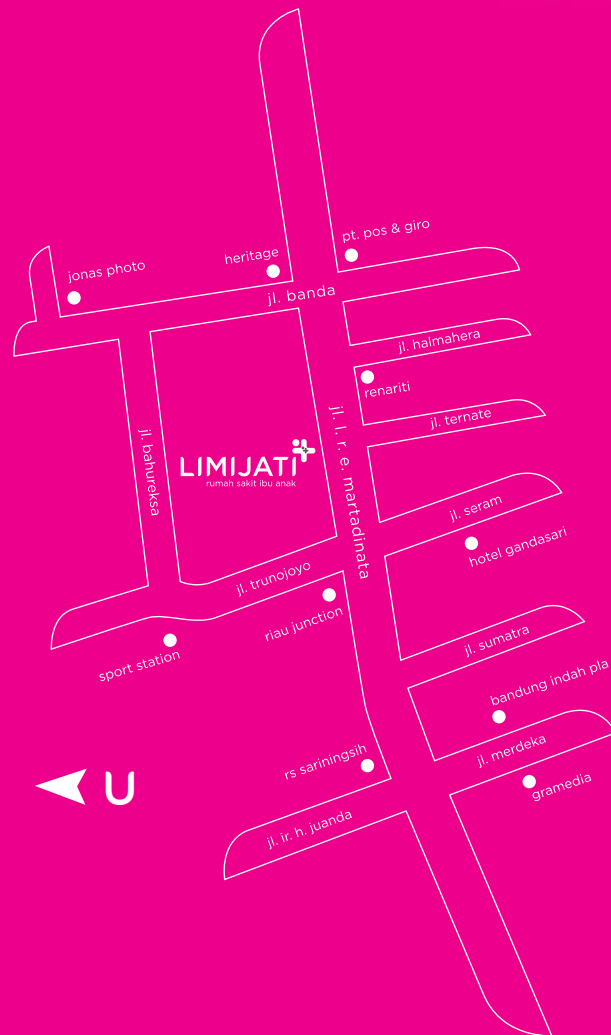 pt. pos & giro
heritage
jonas photo
jl. banda
jl. halmahera
renariti
jl. ternate
jl. l. r. e. martadinata
jl. bahureksa
LIMIJATI
rumah sakit ibu anak
jl. seram
hotel gandasari
jl. trunojoyo
riau junction
sport station
jl. sumatra
bandung indah pla
jl. merdeka
gramedia
rs sariningsih
U
jl. ir. h. juanda